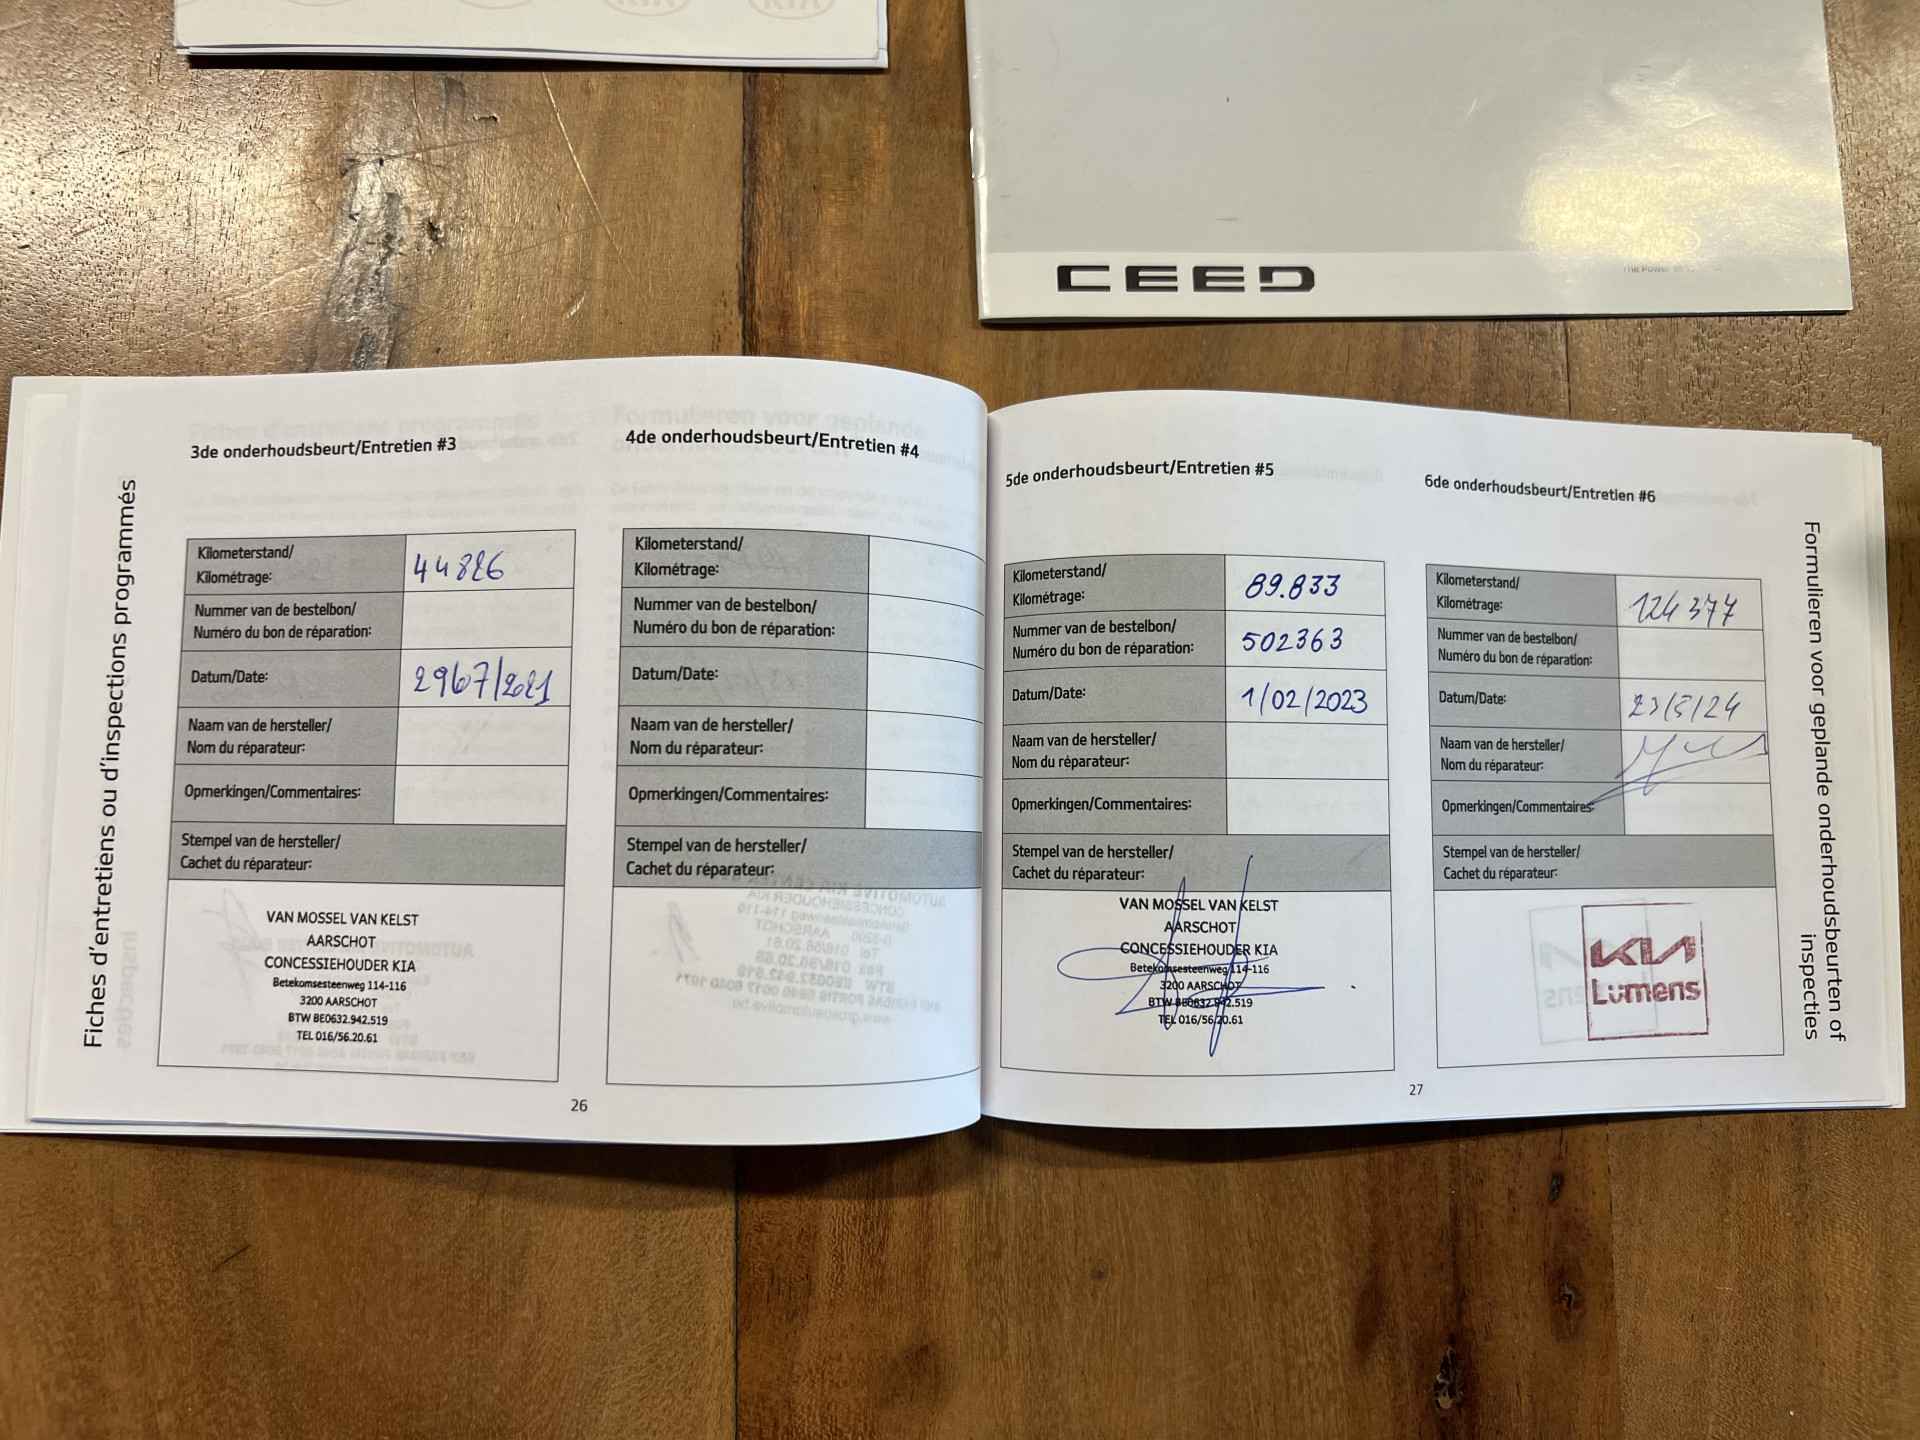 KIA
KIA
CEED
Fiches d'entretiens ou d'inspections programmés
3de onderhoudsbeurt/Entretien #3
Kilometerstand/
Kilométrage:
44826
Nummer van de bestelbon/
Numéro du bon de réparation:
Datum/Date:
Naam van de hersteller/
Nom du réparateur:
Opmerkingen/Commentaires:
Stempel van de hersteller/
Cachet du réparateur:
VAN MOSSEL VAN KELST
AARSCHOT
CONCESSIEHOUDER KIA
Betekomsesteenweg 114-116
3200 AARSCHOT
BTW BE0632.942.519
TEL 016/56.20.61
4de onderhoudsbeurt/Entretien #4
Kilometerstand/
Kilométrage:
Nummer van de bestelbon/
Numéro du bon de réparation:
Datum/Date:
Naam van de hersteller/
Nom du réparateur:
Opmerkingen/Commentaires:
Stempel van de hersteller/
Cachet du réparateur:
26
5de onderhoudsbeurt/Entretien #5
Kilometerstand/
Kilométrage:
89.833
Nummer van de bestelbon/
Numéro du bon de réparation:
502363
Datum/Date:
1/02/2023
Naam van de hersteller/
Nom du réparateur:
Opmerkingen/Commentaires:
Stempel van de hersteller/
Cachet du réparateur:
VAN MOSSEL VAN KELST
AARSCHOT
CONCESSIEHOUDER KIA
Betekomsesteenweg 114-116
3200 AARSCHOT
BTW BE0632.942.519
TEL 016/56.20.61
6de onderhoudsbeurt/Entretien #6
Kilometerstand/
Kilométrage:
124377
Nummer van de bestelbon/
Numéro du bon de réparation:
Datum/Date:
23/5/24
Naam van de hersteller/
Nom du réparateur:
Opmerkingen/Commentaires:
Stempel van de hersteller/
Cachet du réparateur:
KIA
Lümens
27
Formulieren voor geplande onderhoudsbeurten of
inspecties